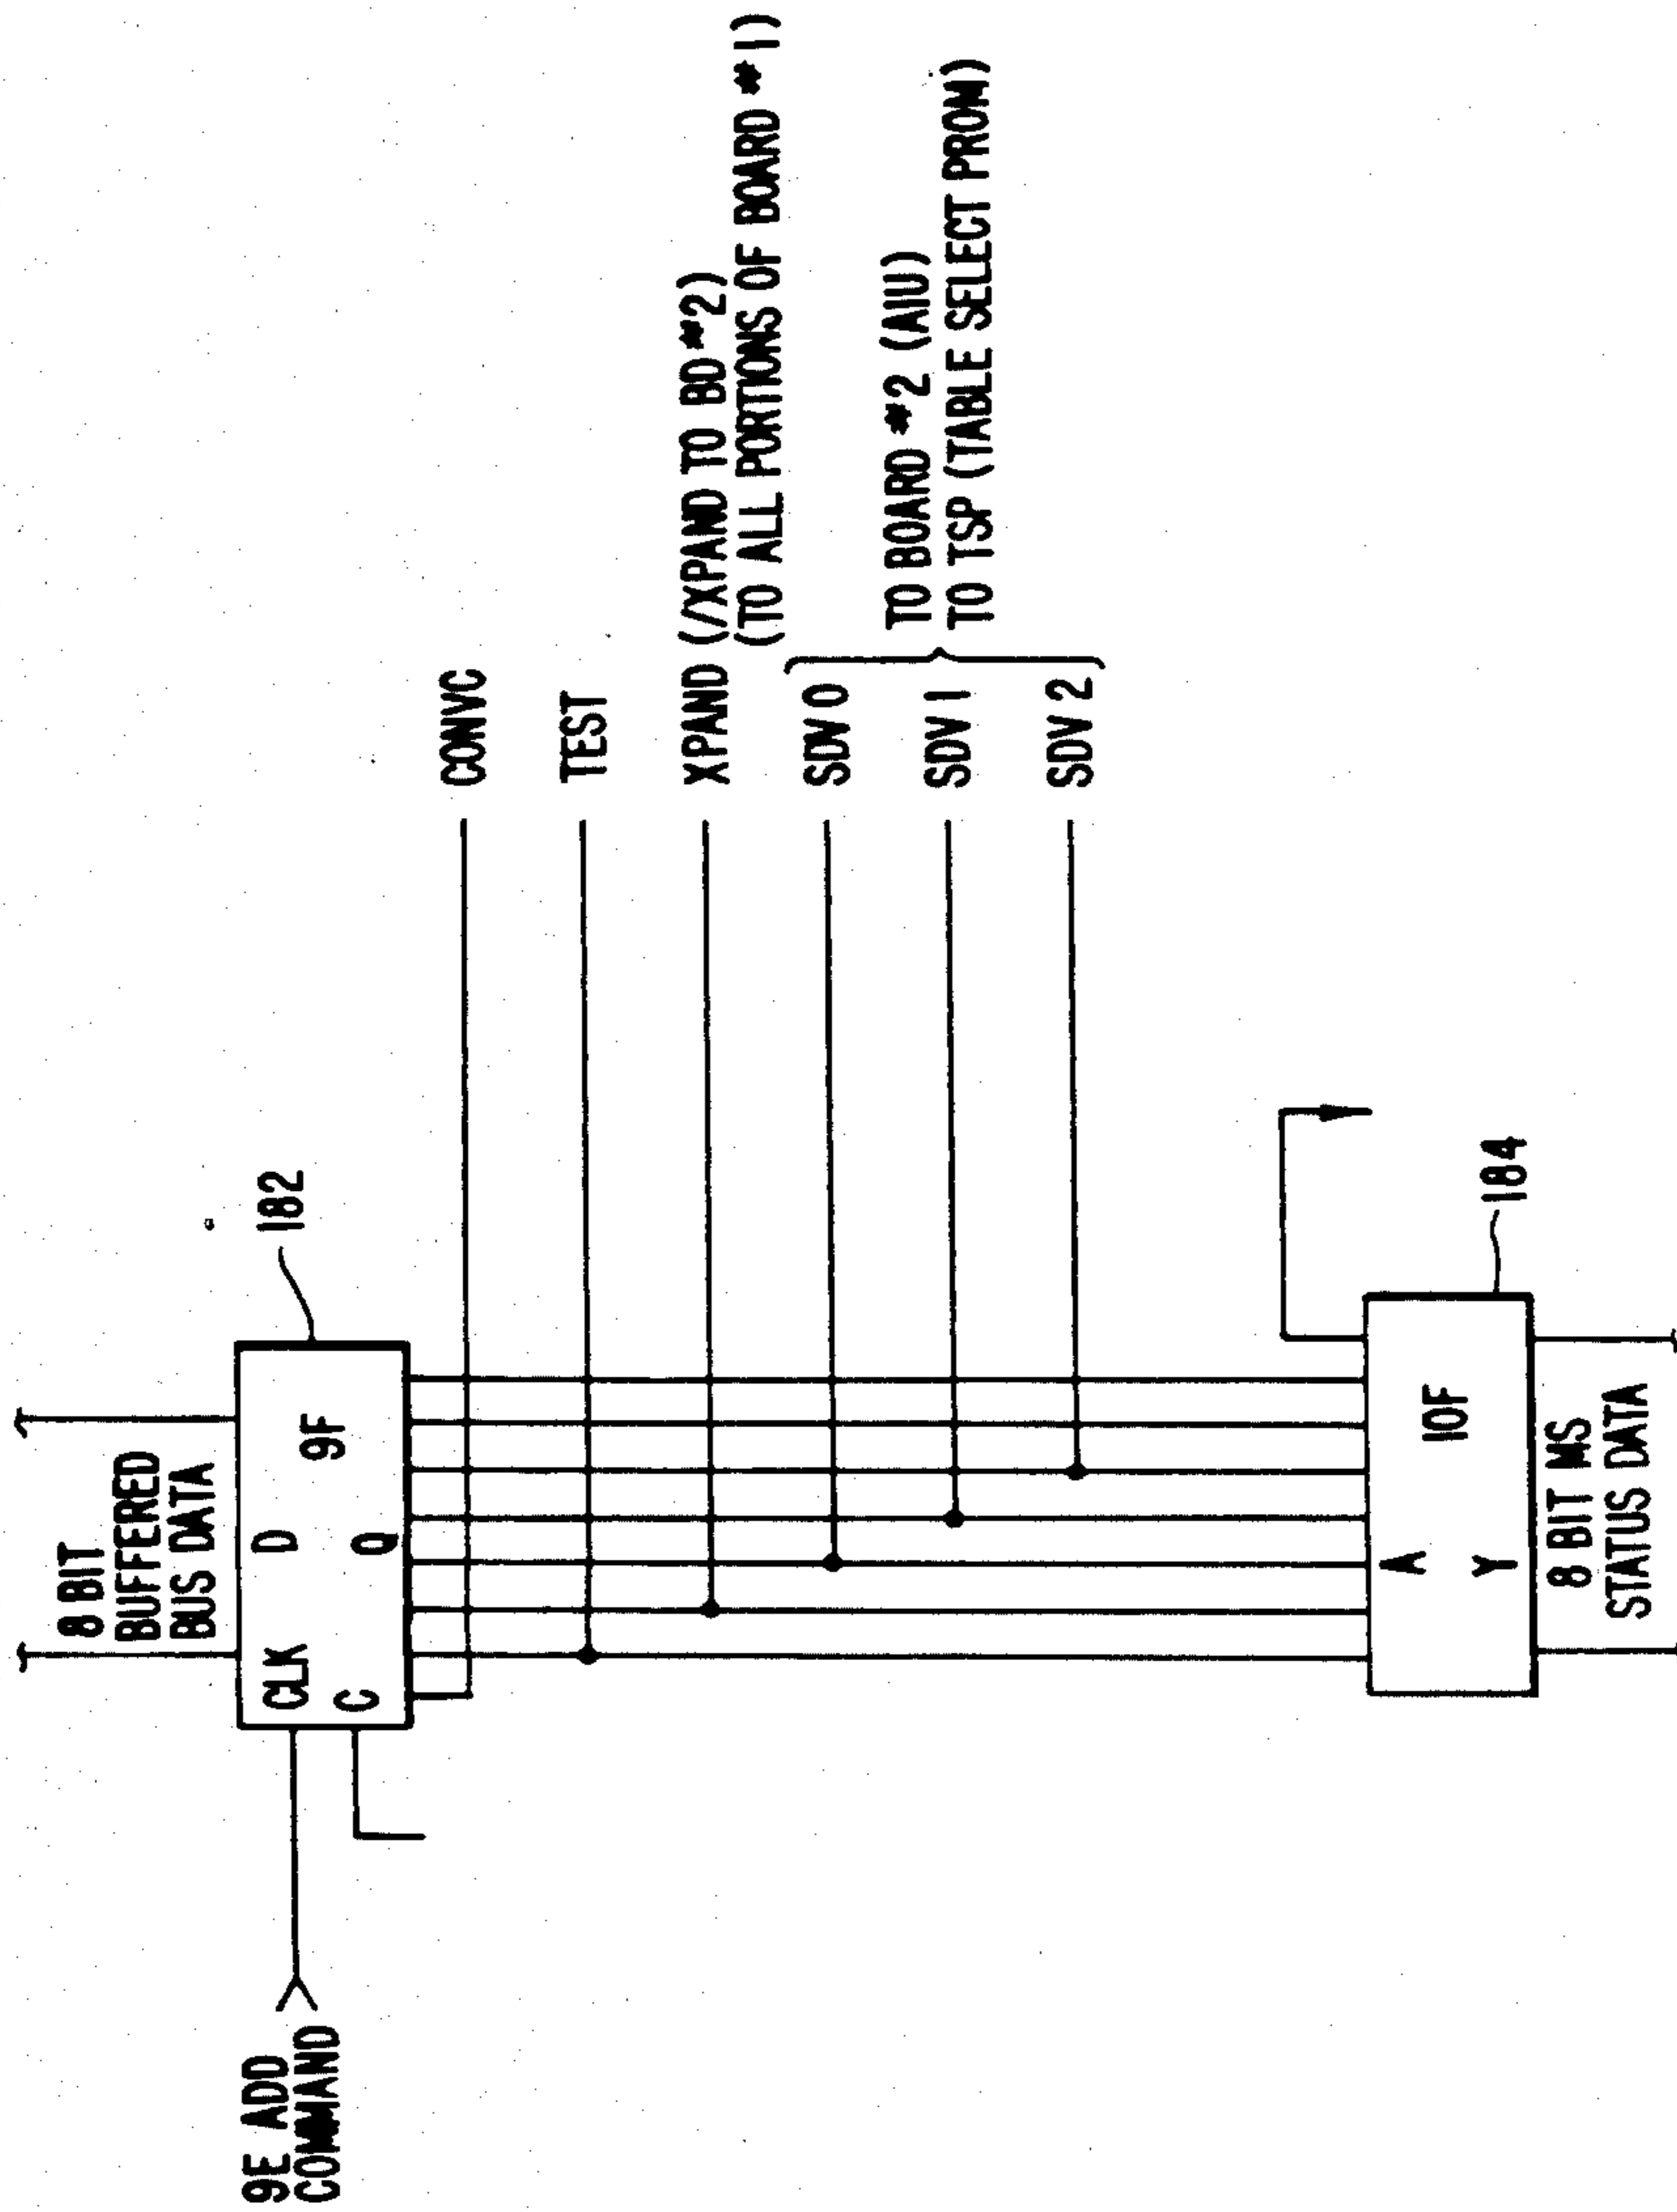 8 BIT
BUFFERED
BUS DATA
9E ADD
COMMAND
CLK
D
9F
C
Q
182
CONVC
TEST
XPAND (/XPAND TO BD #2)
(TO ALL PORTIONS OF BOARD #1)
SDV 0
SDV 1
SDV 2
TO BOARD #2 (AIU)
TO TSP (TABLE SELECT PROM)
A
10F
Y
184
8 BIT MS
STATUS DATA